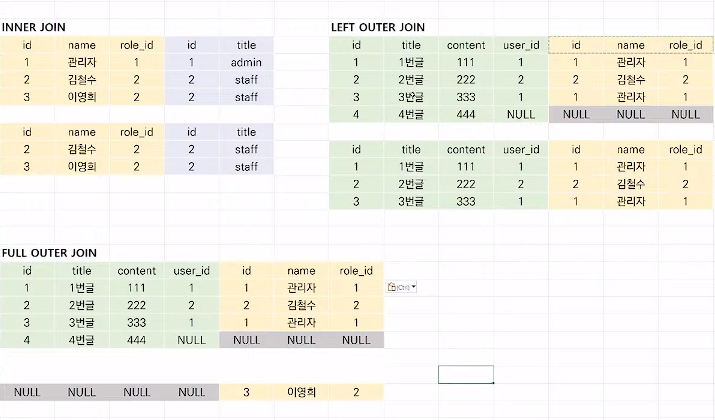 INNER JOIN
id name role_id id title
1 관리자 1 1 admin
2 김철수 2 2 staff
3 이영희 2 2 staff
id name role_id id title
2 김철수 2 2 staff
3 이영희 2 2 staff
LEFT OUTER JOIN
id title content user_id id name role_id
1 1번글 111 1 1 관리자 1
2 2번글 222 2 2 김철수 2
3 3번글 333 1 1 관리자 1
4 4번글 444 NULL NULL NULL NULL
id title content user_id id name role_id
1 1번글 111 1 1 관리자 1
2 2번글 222 2 2 김철수 2
3 3번글 333 1 1 관리자 1
FULL OUTER JOIN
id title content user_id id name role_id
1 1번글 111 1 1 관리자 1
2 2번글 222 2 2 김철수 2
3 3번글 333 1 1 관리자 1
4 4번글 444 NULL NULL NULL NULL
NULL NULL NULL NULL 3 이영희 2
(Ctrl)